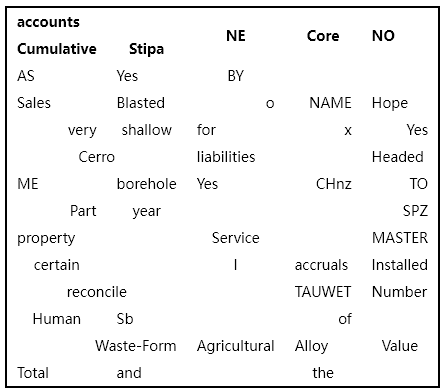 accounts
Cumulative Stipa NE Core NO
AS Yes BY
Sales Blasted o NAME Hope
very shallow for x Yes
Cerro liabilities Headed
ME borehole Yes CHnz TO
Part year SPZ
property Service MASTER
certain I accruals Installed
reconcile TAUWET Number
Human Sb of
Waste-Form Agricultural Alloy Value
Total and the